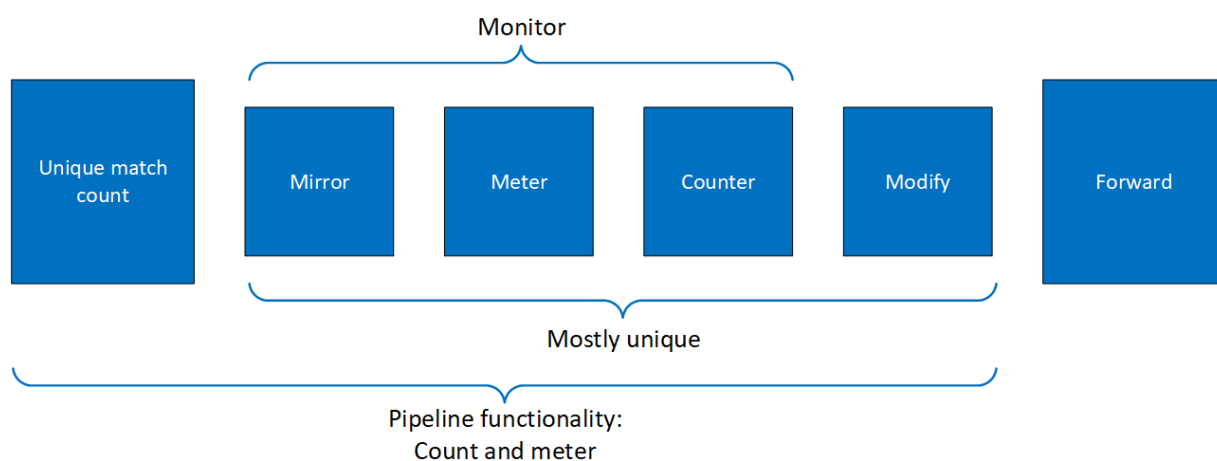 Monitor
Unique match
count
Mirror
Meter
Counter
Modify
Forward
Mostly unique
Pipeline functionality:
Count and meter